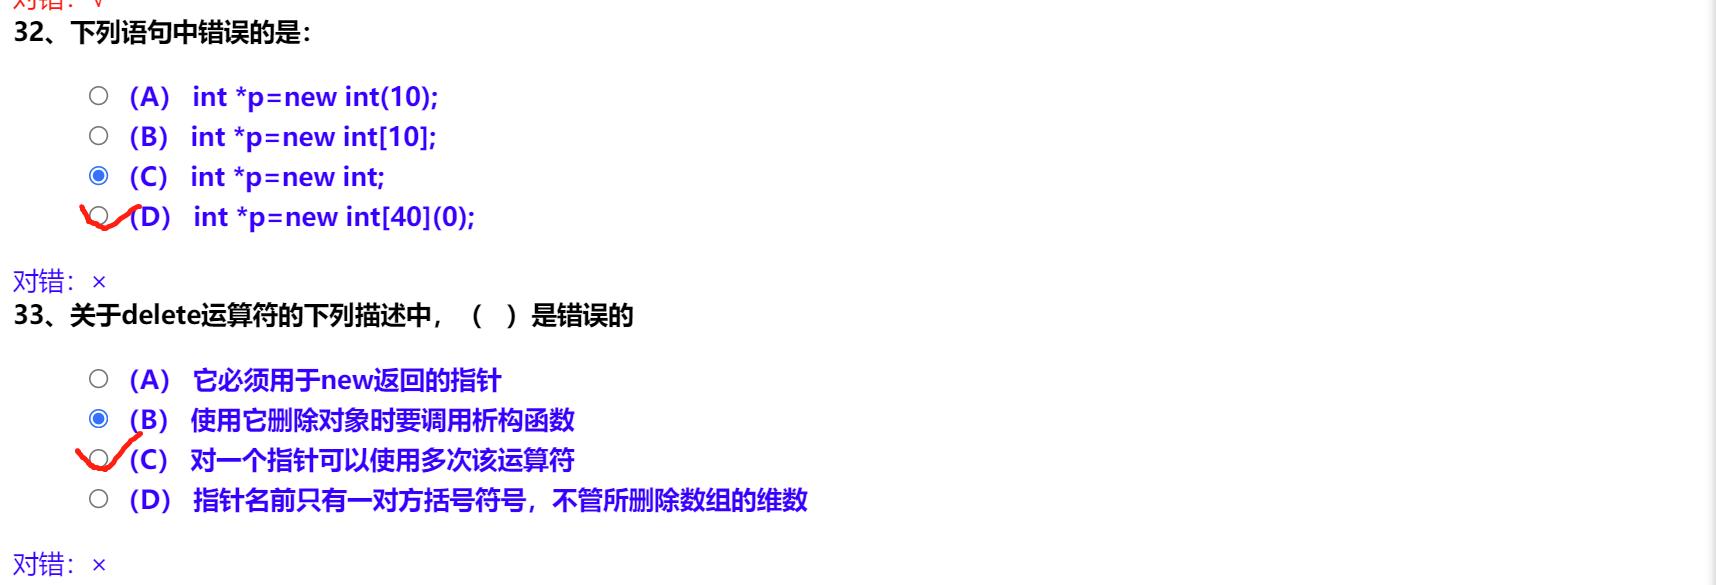 对错：√
32、下列语句中错误的是：
（A） int *p=new int(10);
（B） int *p=new int[10];
（C） int *p=new int;
（D） int *p=new int[40](0);
对错：×
33、关于delete运算符的下列描述中，（ ）是错误的
（A） 它必须用于new返回的指针
（B） 使用它删除对象时要调用析构函数
（C） 对一个指针可以使用多次该运算符
（D） 指针名前只有一对方括号符号，不管所删除数组的维数
对错：×